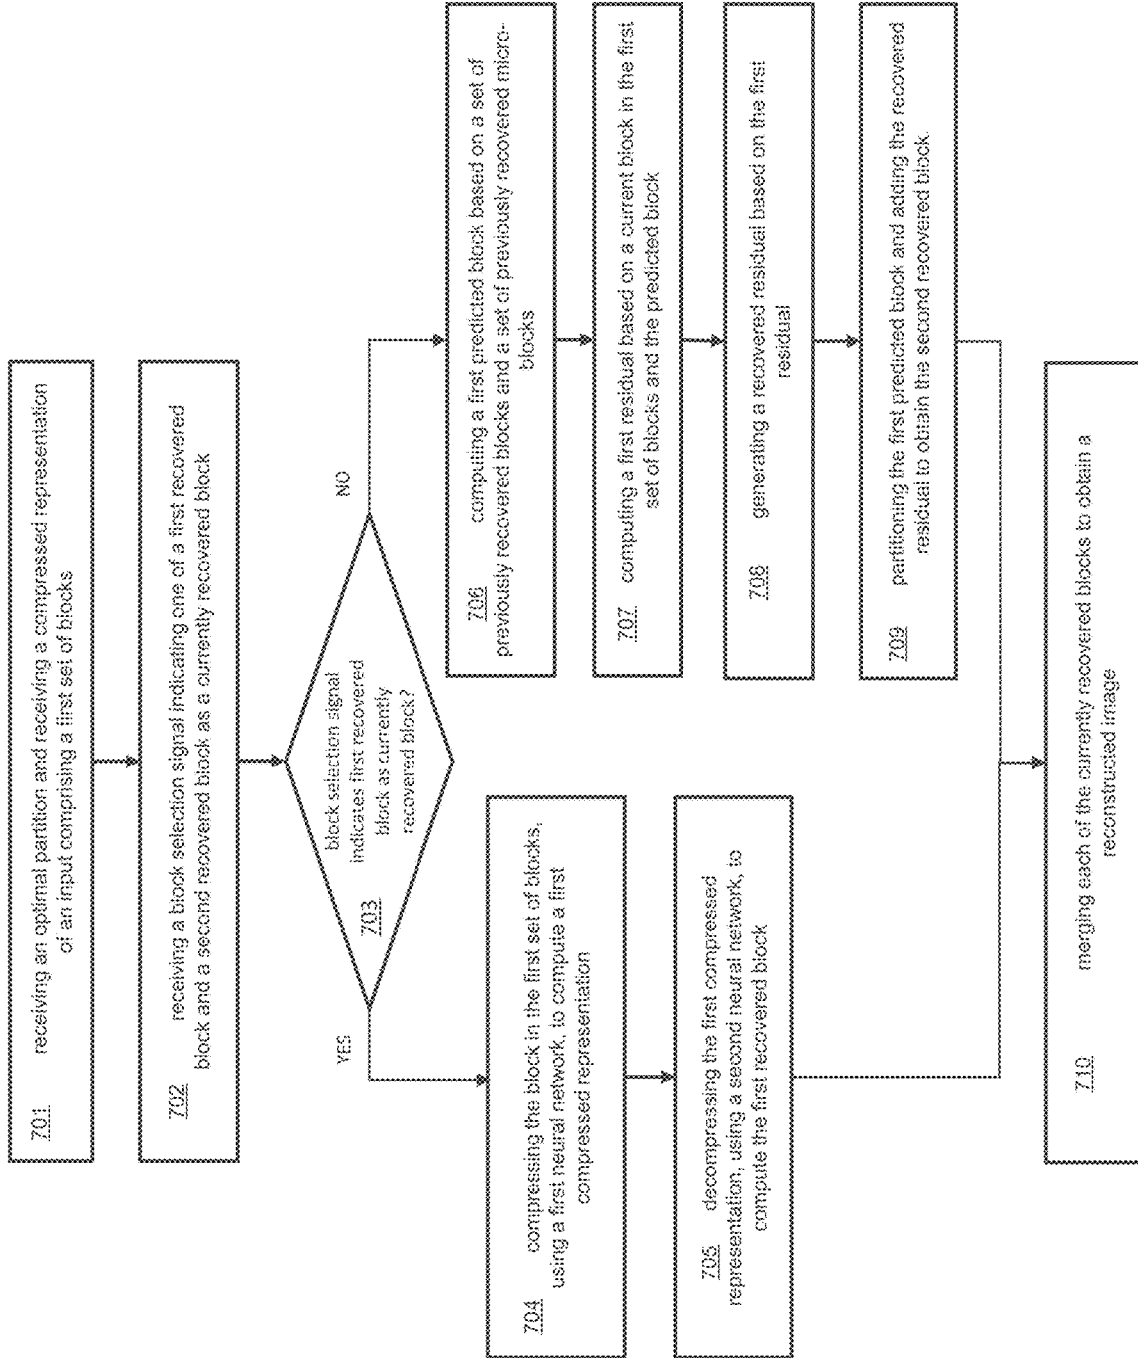 701 receiving an optimal partition and receiving a compressed representation
of an input comprising a first set of blocks
702 receiving a block selection signal indicating one of a first recovered
block and a second recovered block as a currently recovered block
block selection signal
indicates first recovered
block as currently
recovered block?
703
YES
NO
704 compressing the block in the first set of blocks,
using a first neural network, to compute a first
compressed representation
705 decompressing the first compressed
representation, using a second neural network, to
compute the first recovered block
706 computing a first predicted block based on a set of
previously recovered blocks and a set of previously recovered micro-
blocks
707 computing a first residual based on a current block in the first
set of blocks and the predicted block
708 generating a recovered residual based on the first
residual
709 partitioning the first predicted block and adding the recovered
residual to obtain the second recovered block.
710 merging each of the currently recovered blocks to obtain a
reconstructed image